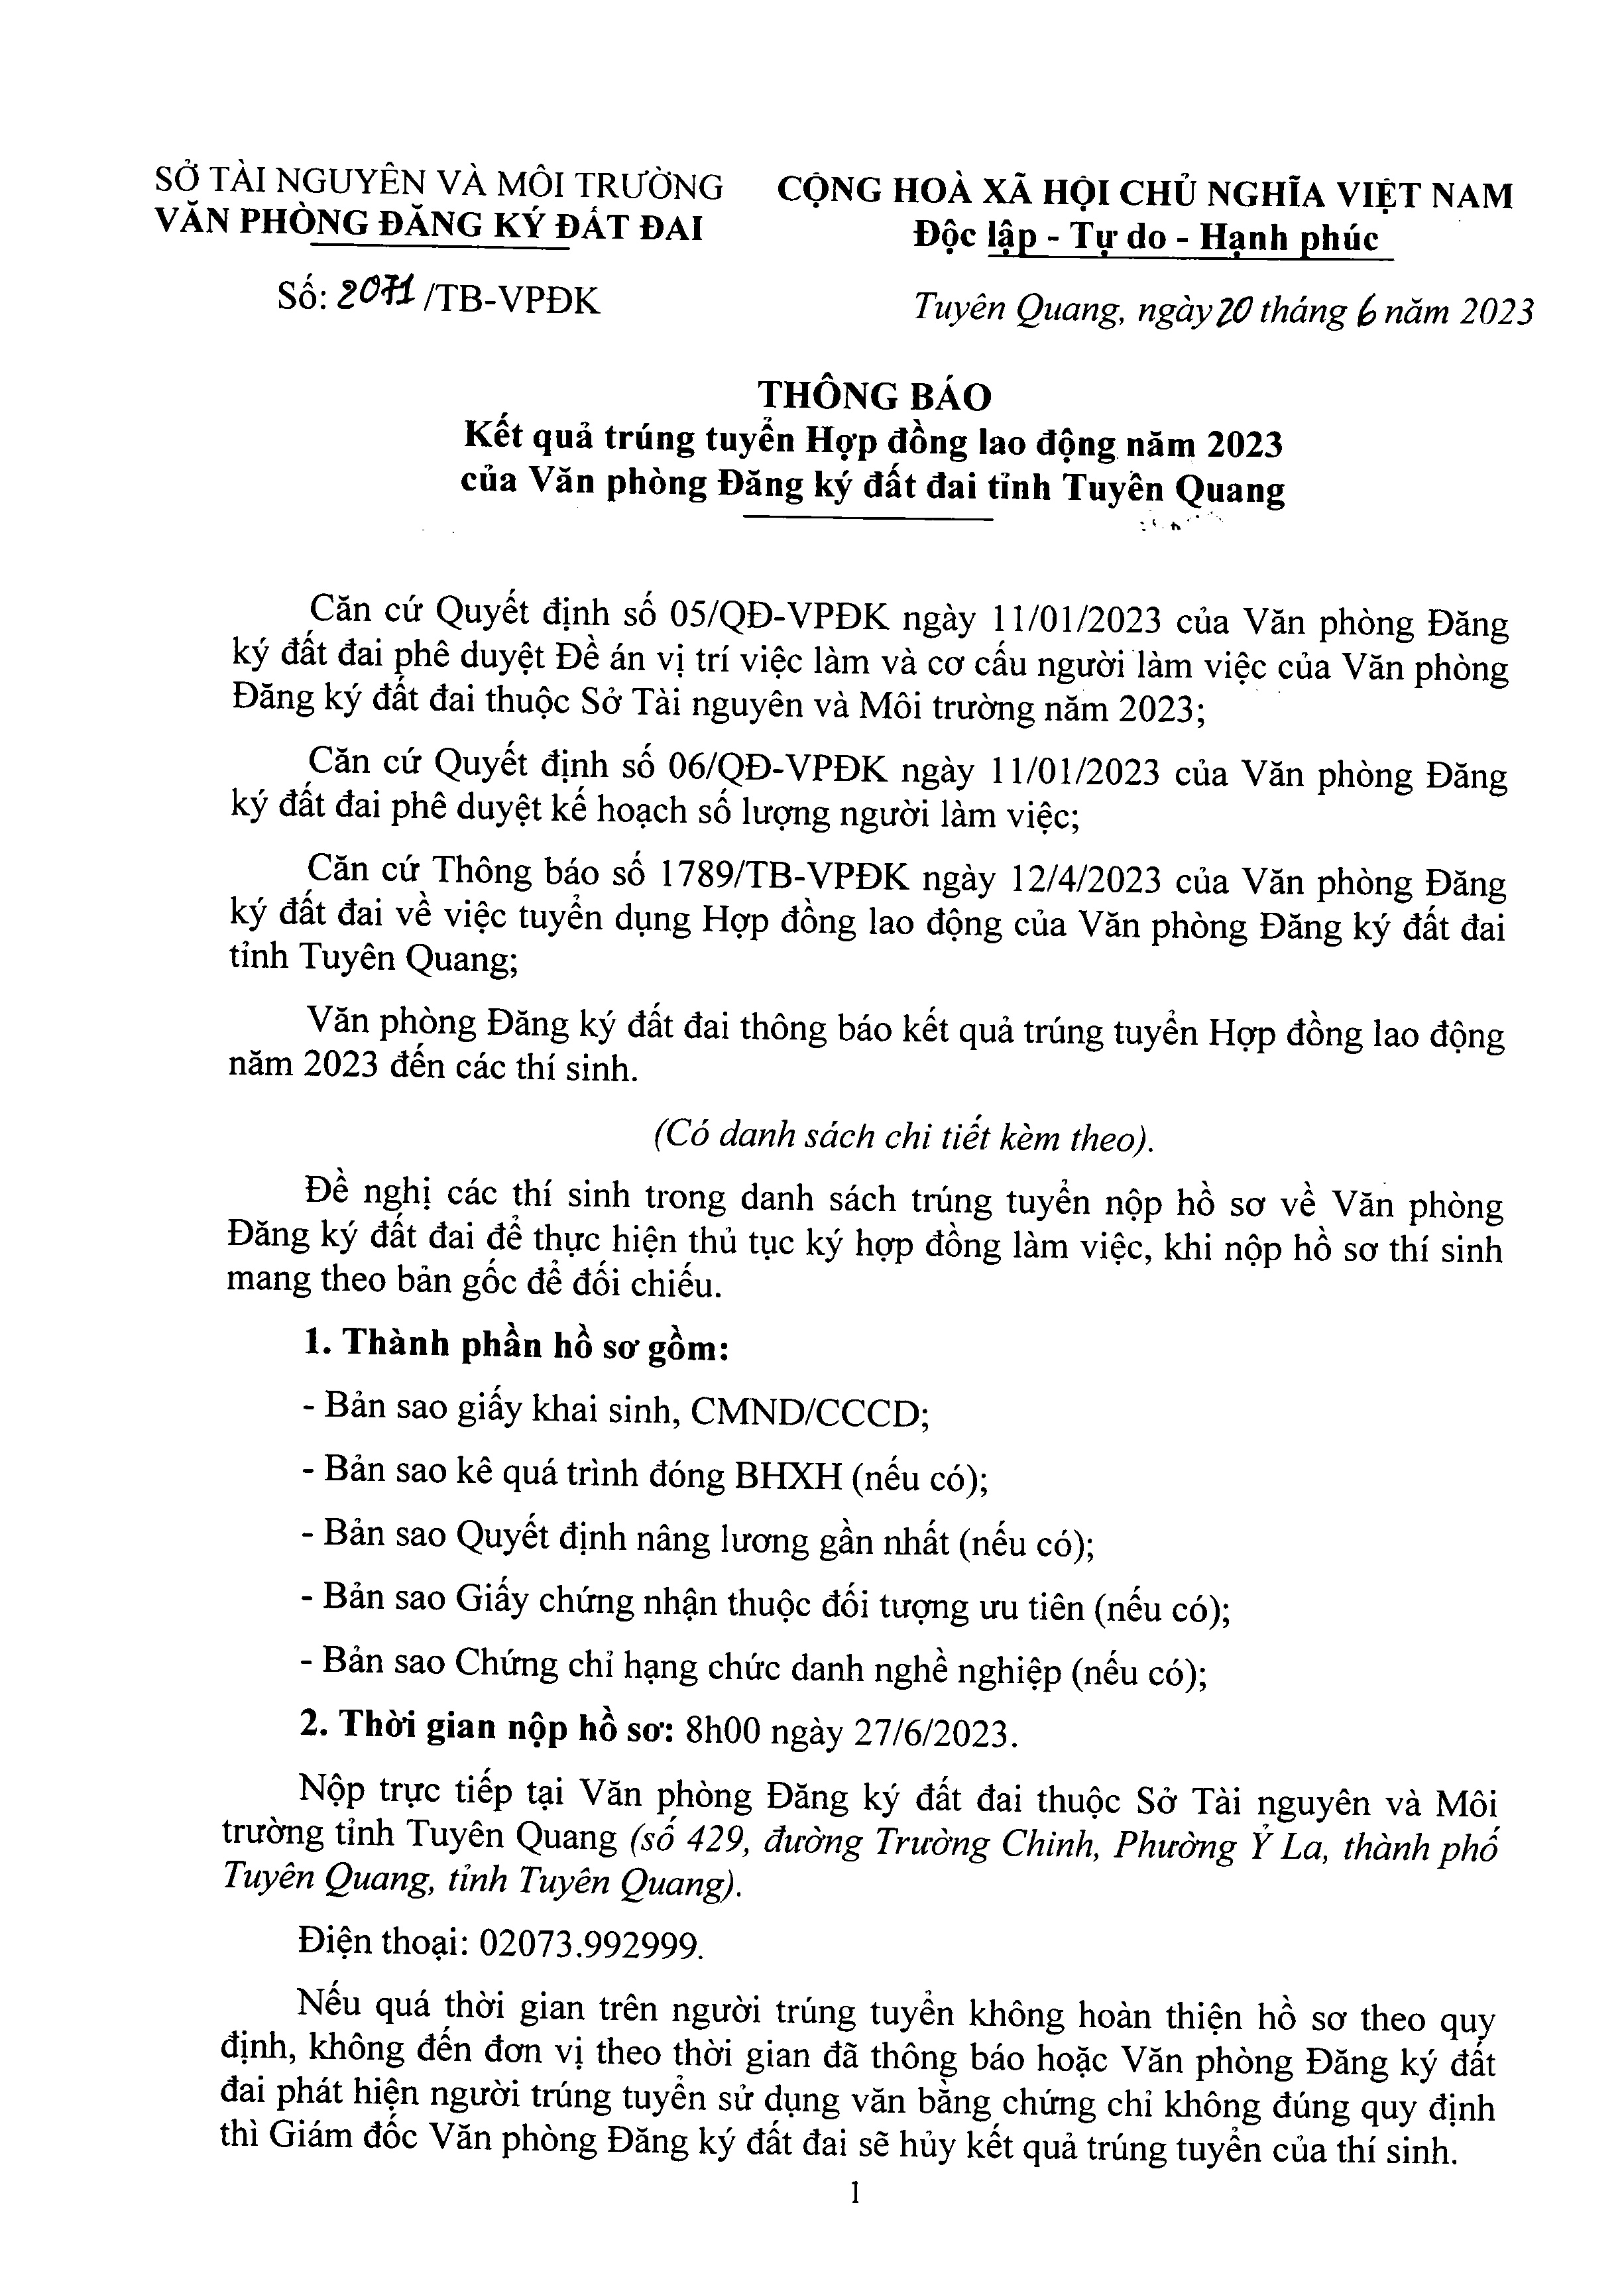 SỞ TÀI NGUYÊN VÀ MÔI TRƯỜNG
VĂN PHÒNG ĐĂNG KÝ ĐẤT ĐAI
CỘNG HOÀ XÃ HỘI CHỦ NGHĨA VIỆT NAM
Độc lập - Tự do - Hạnh phúc
Số: 2071 /TB-VPĐK
Tuyên Quang, ngày 20 tháng 6 năm 2023
THÔNG BÁO
Kết quả trúng tuyển Hợp đồng lao động năm 2023
của Văn phòng Đăng ký đất đai tỉnh Tuyên Quang
Căn cứ Quyết định số 05/QĐ-VPĐK ngày 11/01/2023 của Văn phòng Đăng
ký đất đai phê duyệt Đề án vị trí việc làm và cơ cấu người làm việc của Văn phòng
Đăng ký đất đai thuộc Sở Tài nguyên và Môi trường năm 2023;
Căn cứ Quyết định số 06/QĐ-VPĐK ngày 11/01/2023 của Văn phòng Đăng
ký đất đai phê duyệt kế hoạch số lượng người làm việc;
Căn cứ Thông báo số 1789/TB-VPĐK ngày 12/4/2023 của Văn phòng Đăng
ký đất đai về việc tuyển dụng Hợp đồng lao động của Văn phòng Đăng ký đất đai
tỉnh Tuyên Quang;
Văn phòng Đăng ký đất đai thông báo kết quả trúng tuyển Hợp đồng lao động
năm 2023 đến các thí sinh.
(Có danh sách chi tiết kèm theo).
Đề nghị các thí sinh trong danh sách trúng tuyển nộp hồ sơ về Văn phòng
Đăng ký đất đai để thực hiện thủ tục ký hợp đồng làm việc, khi nộp hồ sơ thí sinh
mang theo bản gốc để đối chiếu.
1. Thành phần hồ sơ gồm:
- Bản sao giấy khai sinh, CMND/CCCD;
- Bản sao kê quá trình đóng BHXH (nếu có);
- Bản sao Quyết định nâng lương gần nhất (nếu có);
- Bản sao Giấy chứng nhận thuộc đối tượng ưu tiên (nếu có);
- Bản sao Chứng chỉ hạng chức danh nghề nghiệp (nếu có);
2. Thời gian nộp hồ sơ: 8h00 ngày 27/6/2023.
Nộp trực tiếp tại Văn phòng Đăng ký đất đai thuộc Sở Tài nguyên và Môi
trường tỉnh Tuyên Quang (số 429, đường Trường Chinh, Phường Ỷ La, thành phố
Tuyên Quang, tỉnh Tuyên Quang).
Điện thoại: 02073.992999.
Nếu quá thời gian trên người trúng tuyển không hoàn thiện hồ sơ theo quy
định, không đến đơn vị theo thời gian đã thông báo hoặc Văn phòng Đăng ký đất
đai phát hiện người trúng tuyển sử dụng văn bằng chứng chỉ không đúng quy định
thì Giám đốc Văn phòng Đăng ký đất đai sẽ hủy kết quả trúng tuyển của thí sinh.
1